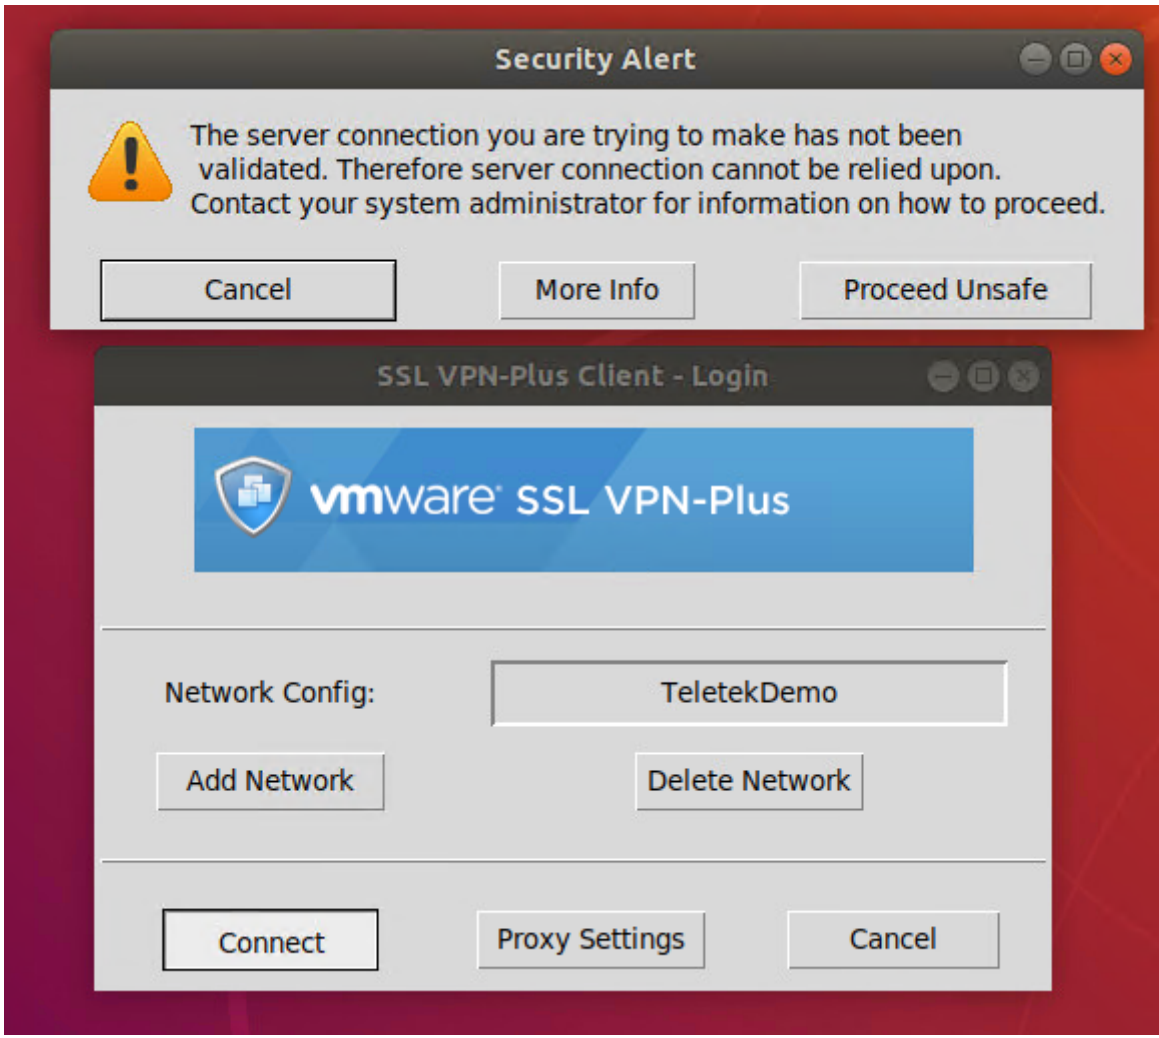 Security Alert
The server connection you are trying to make has not been
validated. Therefore server connection cannot be relied upon.
Contact your system administrator for information on how to proceed.
Cancel
More Info
Proceed Unsafe
SSL VPN-Plus Client - Login
vmware® SSL VPN-Plus
Network Config:
TeletekDemo
Add Network
Delete Network
Connect
Proxy Settings
Cancel